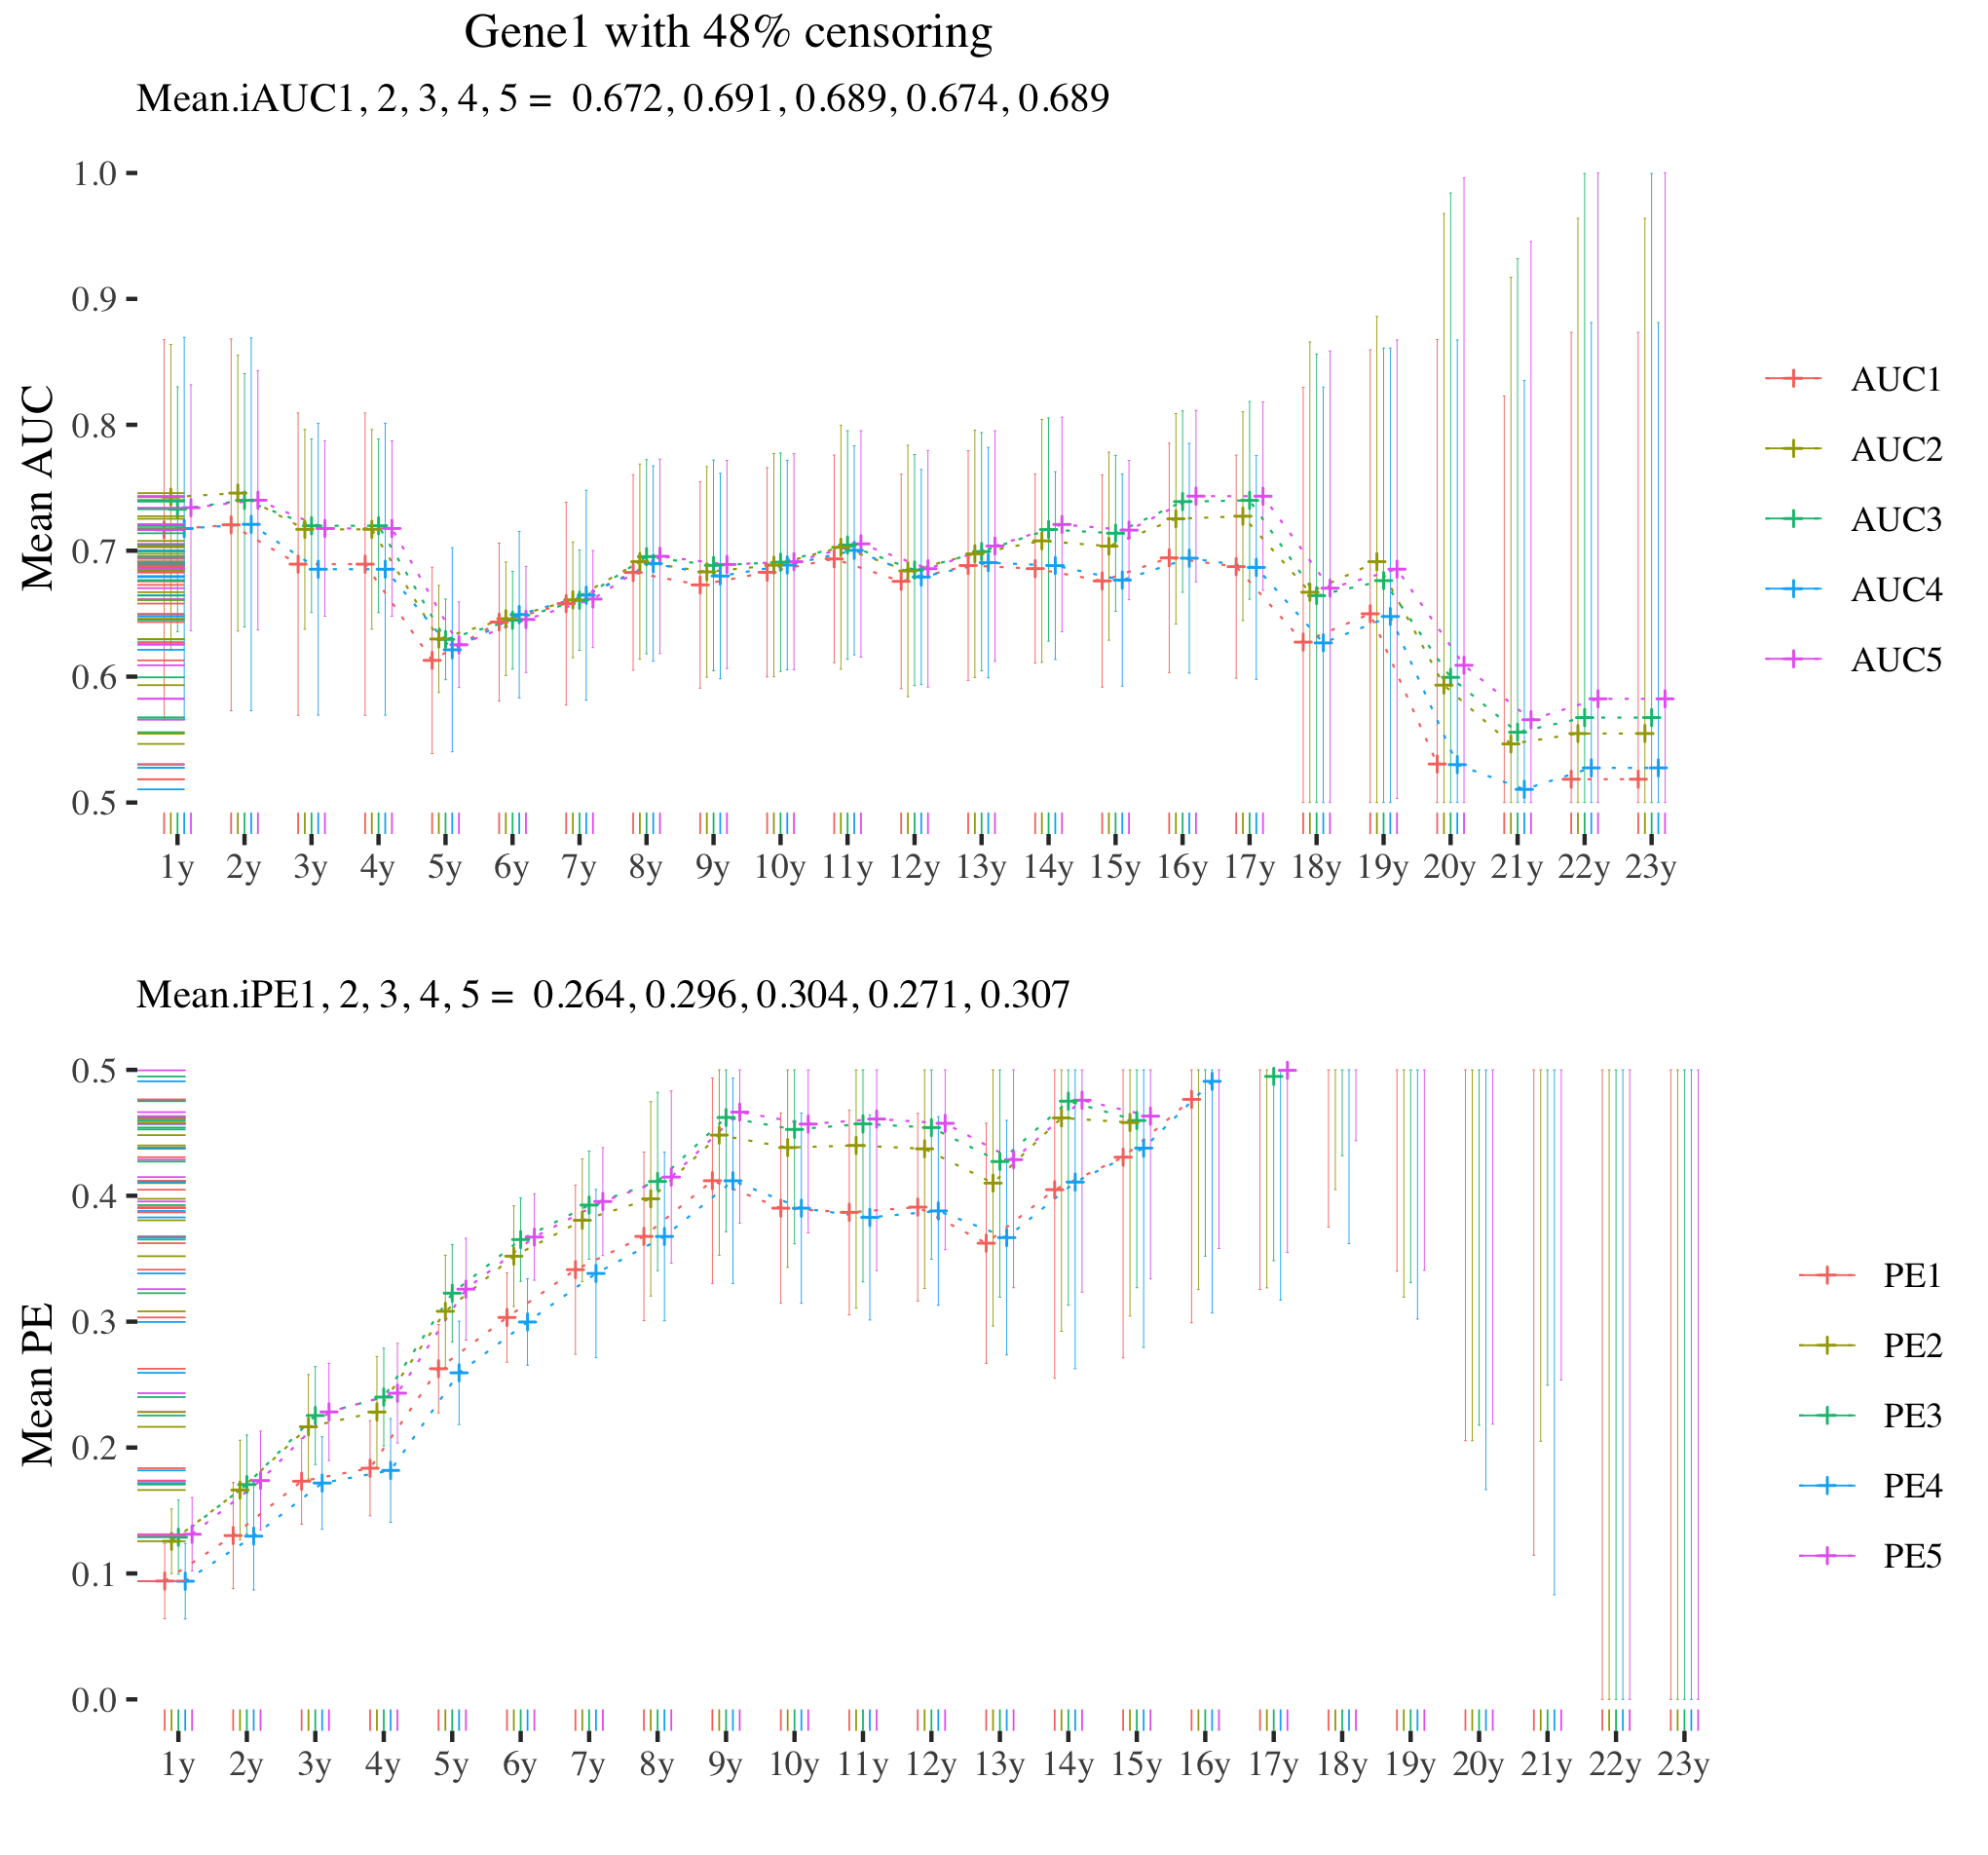 Gene1 with 48% censoring
Mean.iAUC1, 2, 3, 4, 5 = 0.672, 0.691, 0.689, 0.674, 0.689
Mean AUC
1.0
0.9
0.8
0.7
0.6
0.5
1y 2y 3y 4y 5y 6y 7y 8y 9y 10y 11y 12y 13y 14y 15y 16y 17y 18y 19y 20y 21y 22y 23y
AUC1
AUC2
AUC3
AUC4
AUC5
Mean.iPE1, 2, 3, 4, 5 = 0.264, 0.296, 0.304, 0.271, 0.307
Mean PE
0.5
0.4
0.3
0.2
0.1
0.0
1y 2y 3y 4y 5y 6y 7y 8y 9y 10y 11y 12y 13y 14y 15y 16y 17y 18y 19y 20y 21y 22y 23y
PE1
PE2
PE3
PE4
PE5